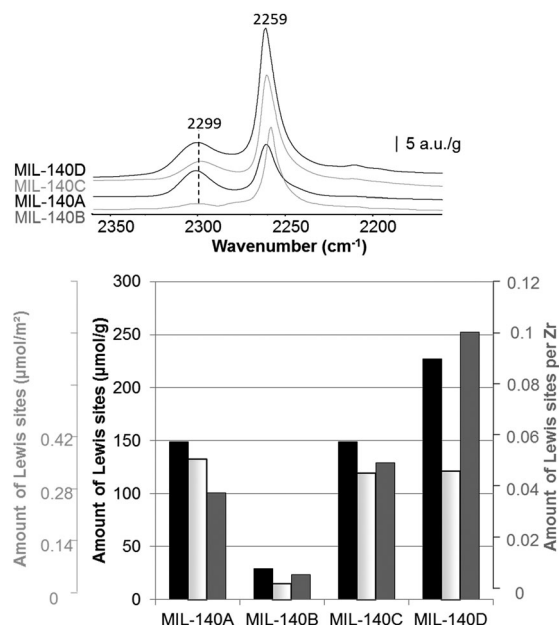 2259
2299
5 a.u./g
MIL-140D
MIL-140C
MIL-140A
MIL-140B
2350 2300 2250 2200
Wavenumber (cm⁻¹)
Amount of Lewis sites (µmol/m²)
0.42
0.28
0.14
0
Amount of Lewis sites (µmol/g)
300
250
200
150
100
50
0
0.12
0.1
0.08
0.06
0.04
0.02
0
Amount of Lewis sites per Zr
MIL-140A MIL-140B MIL-140C MIL-140D